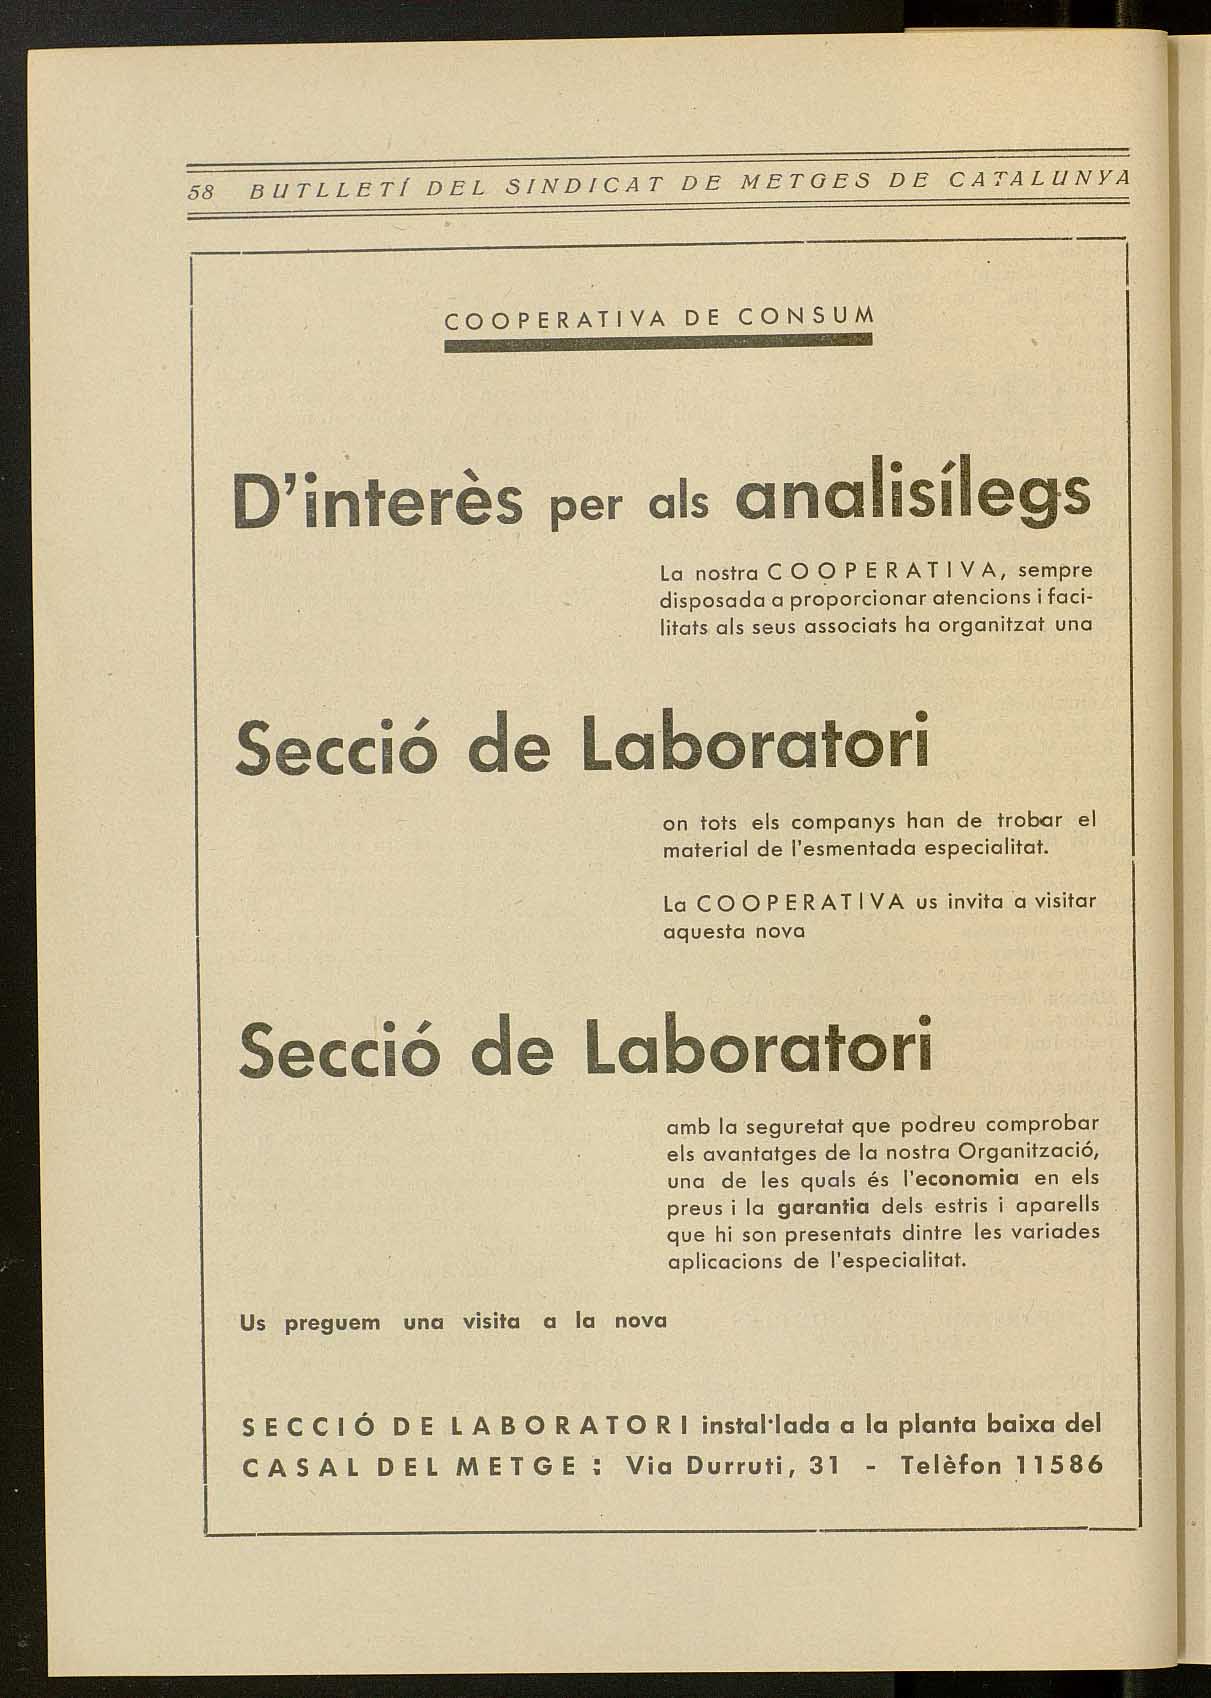 58 BUTLLETÍ DEL SINDICAT DE METGES DE CATALUNYA
COOPERATIVA DE CONSUM
D'interès per als analisílegs
La nostra COOPERATIVA, sempre
disposada a proporcionar atencions i faci-
litats als seus associats ha organitzat una
Secció de Laboratori
on tots els companys han de trobar el
material de l'esmentada especialitat.
La COOPERATIVA us invita a visitar
aquesta nova
Secció de Laboratori
amb la seguretat que podreu comprobar
els avantatges de la nostra Organització,
una de les quals és l'economia en els
preus i la garantia dels estris i aparells
que hi son presentats dintre les variades
aplicacions de l'especialitat.
Us preguem una visita a la nova
SECCIÓ DE LABORATORI instal·lada a la planta baixa del
CASAL DEL METGE: Via Durruti, 31 - Telèfon 11586